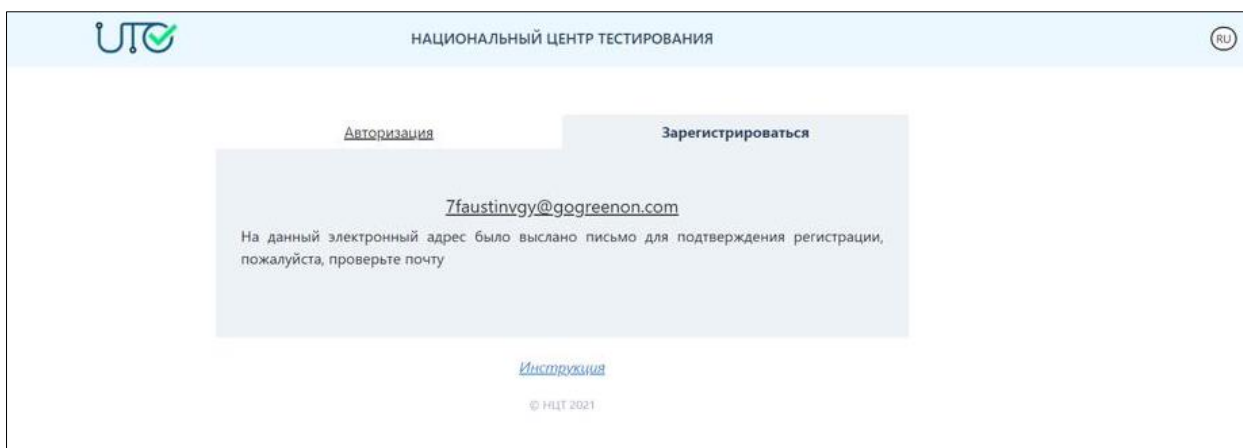 UTO
НАЦИОНАЛЬНЫЙ ЦЕНТР ТЕСТИРОВАНИЯ
RU
Авторизация
Зарегистрироваться
7faustinvgy@gogreenon.com
На данный электронный адрес было выслано письмо для подтверждения регистрации,
пожалуйста, проверьте почту
Инструкция
© НЦТ 2021